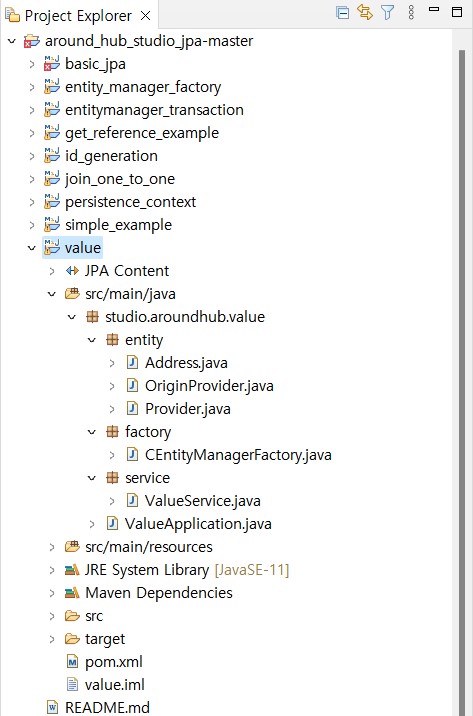 Project Explorer
around_hub_studio_jpa-master
basic_jpa
entity_manager_factory
entitymanager_transaction
get_reference_example
id_generation
join_one_to_one
persistence_context
simple_example
value
JPA Content
src/main/java
studio.aroundhub.value
entity
Address.java
OriginProvider.java
Provider.java
factory
CEntityManagerFactory.java
service
ValueService.java
ValueApplication.java
src/main/resources
JRE System Library [JavaSE-11]
Maven Dependencies
src
target
pom.xml
value.iml
README.md